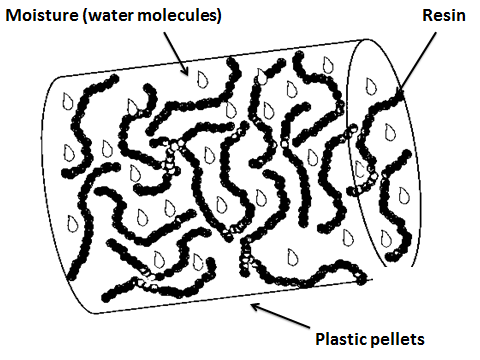 Moisture (water molecules)
Resin
Plastic pellets